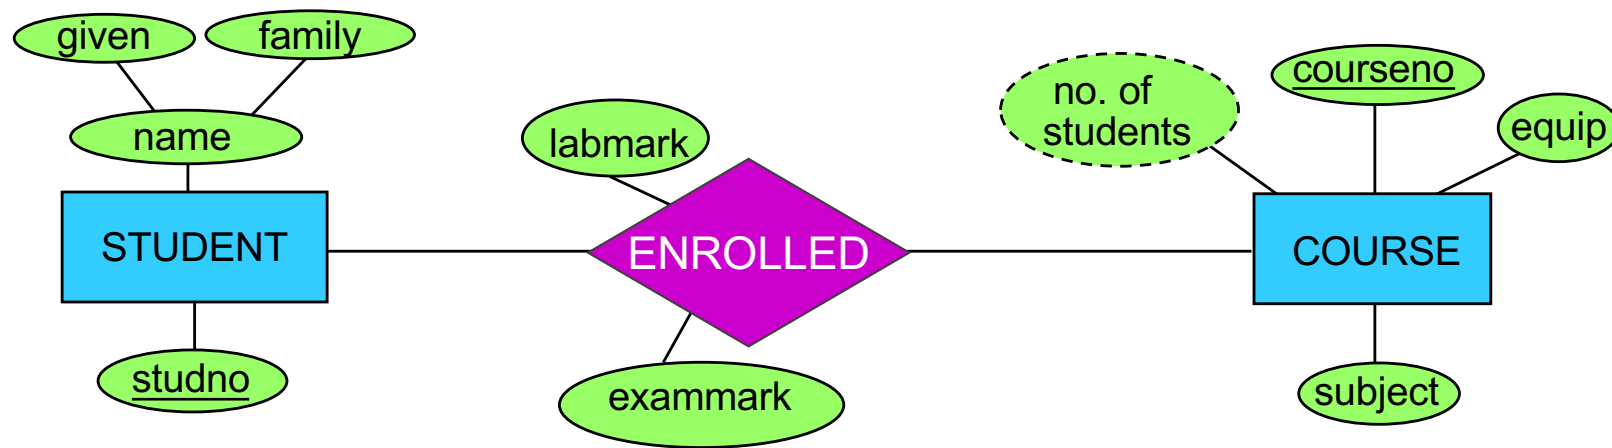 given
family
name
STUDENT
studno
labmark
ENROLLED
exammark
no. of
students
courseno
equip
COURSE
subject